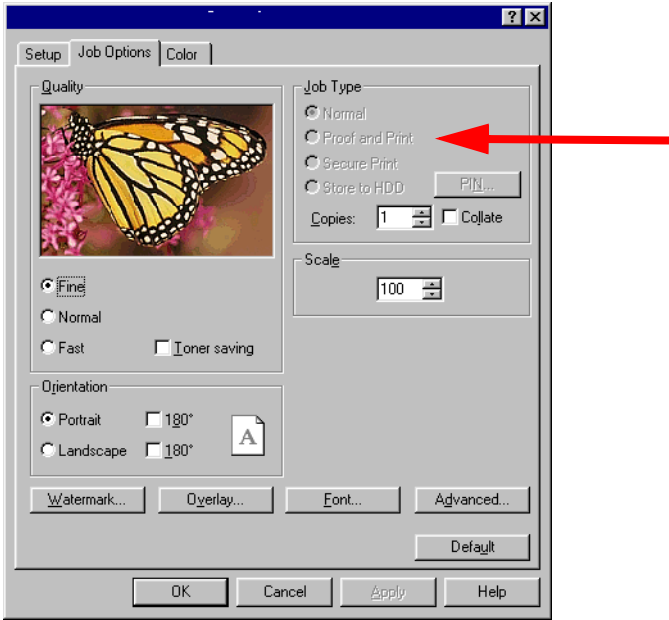 Setup Job Options Color
Quality
Fine
Normal
Fast Toner saving
Orientation
Portrait 180°
Landscape 180°
A
Job Type
Normal
Proof and Print
Secure Print
Store to HDD PIN...
Copies: 1 Collate
Scale
100
Watermark... Overlay... Font... Advanced...
Default
OK Cancel Apply Help